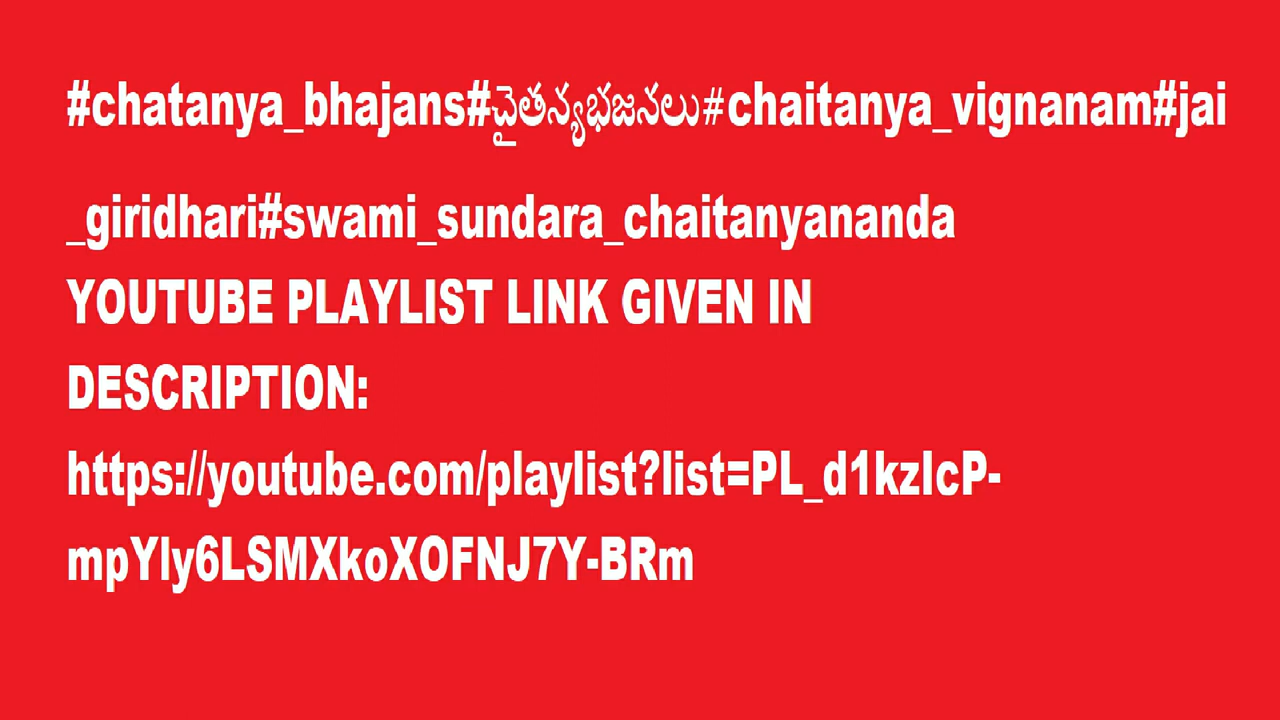 #chatanya_bhajans#చైతన్యభజనలు#chaitanya_vignanam#jai
_giridhari#swami_sundara_chaitanyananda
YOUTUBE PLAYLIST LINK GIVEN IN
DESCRIPTION:
https://youtube.com/playlist?list=PL_d1kzIcP-
mpYIy6LSMXkoXOFNJ7Y-BRm